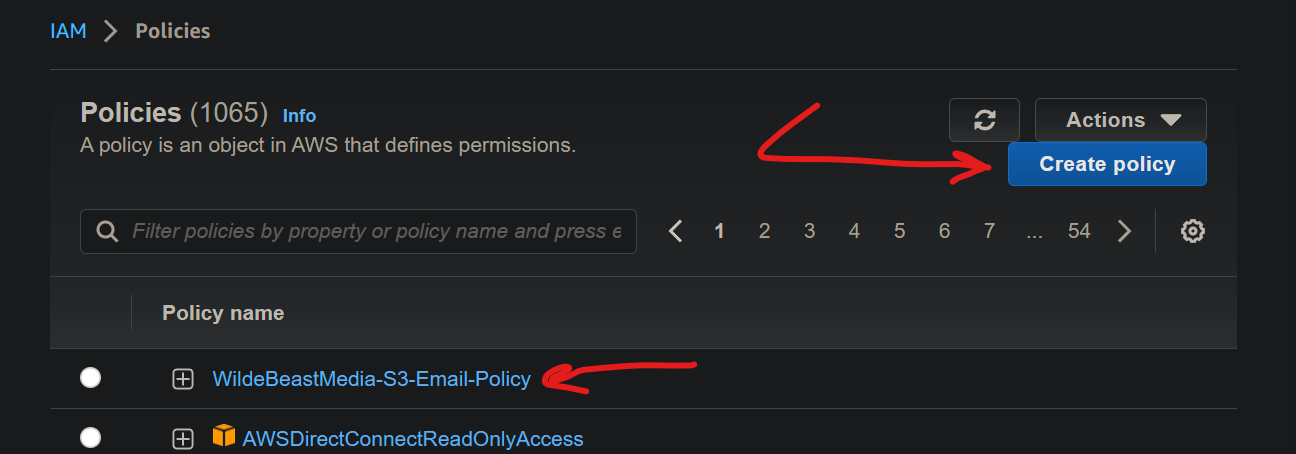 IAM > Policies
Policies (1065) Info
A policy is an object in AWS that defines permissions.
Actions
Create policy
Filter policies by property or policy name and press e
1 2 3 4 5 6 7 ... 54
Policy name
WildeBeastMedia-S3-Email-Policy
AWSDirectConnectReadOnlyAccess